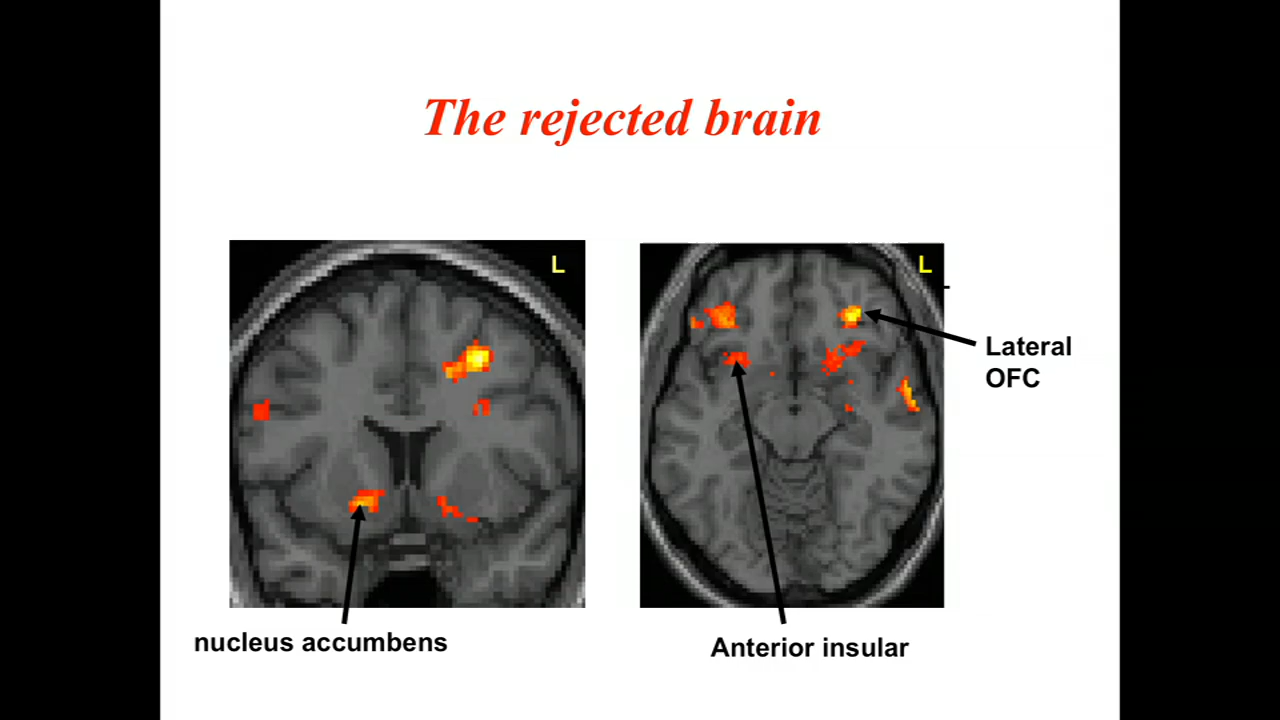 The rejected brain
L
L
Lateral
OFC
nucleus accumbens
Anterior insular